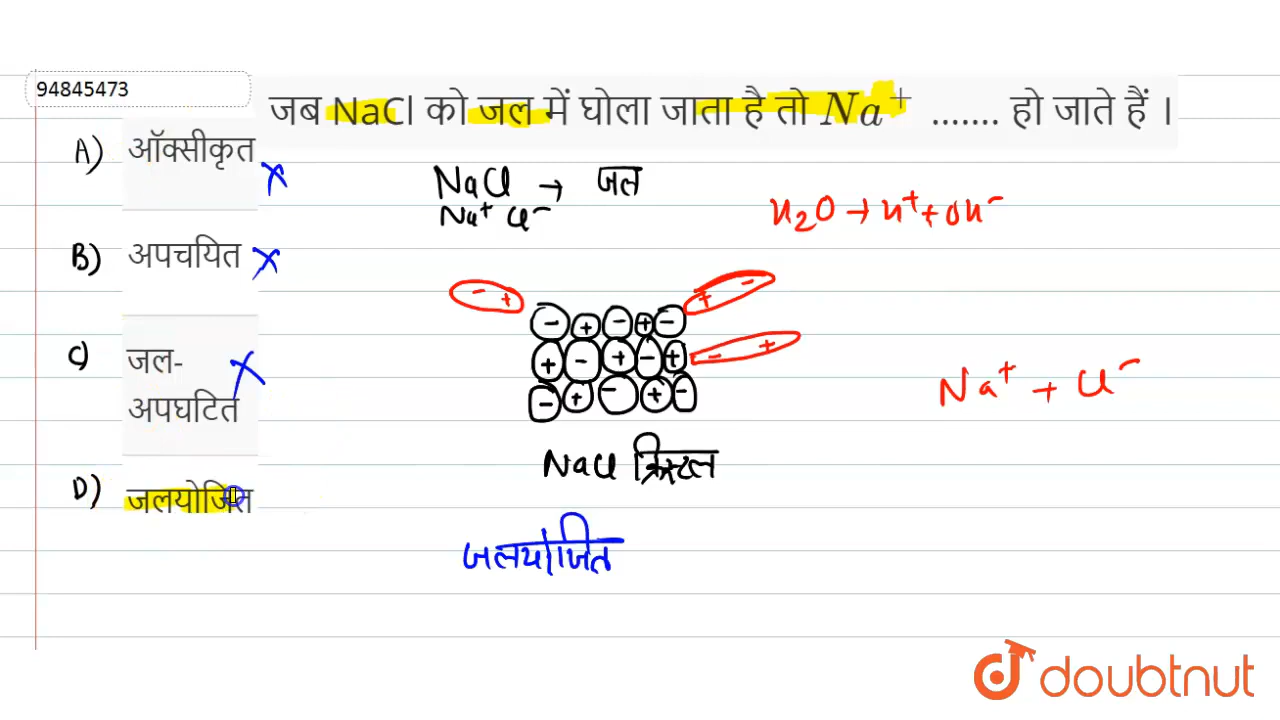 94845473
जब NaCl को जल में घोला जाता है तो Na⁺ ....... हो जाते हैं ।
A) ऑक्सीकृत ×
B) अपचयित ×
C) जल-
अपघटित ×
D) जलयोजित
NaCl → जल
Na⁺ Cl⁻
H₂O → H⁺ + OH⁻
- +
+ -
- + - + -
+ - + - +
- +
- + - + -
NaCl क्रिस्टल
Na⁺ + Cl⁻
जलयोजित
doubtnut